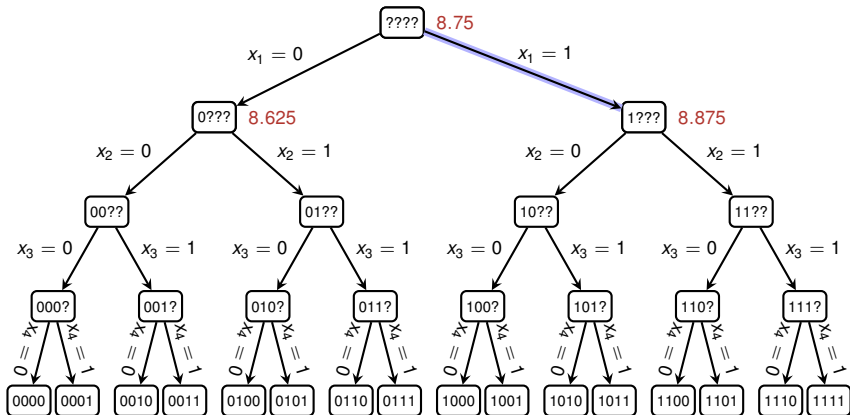 ???? 8.75
x₁ = 0 x₁ = 1
0??? 8.625 1??? 8.875
x₂ = 0 x₂ = 1 x₂ = 0 x₂ = 1
00?? 01?? 10?? 11??
x₃ = 0 x₃ = 1 x₃ = 0 x₃ = 1 x₃ = 0 x₃ = 1 x₃ = 0 x₃ = 1
000? 001? 010? 011? 100? 101? 110? 111?
x₄ = 0 x₄ = 1 x₄ = 0 x₄ = 1 x₄ = 0 x₄ = 1 x₄ = 0 x₄ = 1 x₄ = 0 x₄ = 1 x₄ = 0 x₄ = 1 x₄ = 0 x₄ = 1 x₄ = 0 x₄ = 1
0000 0001 0010 0011 0100 0101 0110 0111 1000 1001 1010 1011 1100 1101 1110 1111